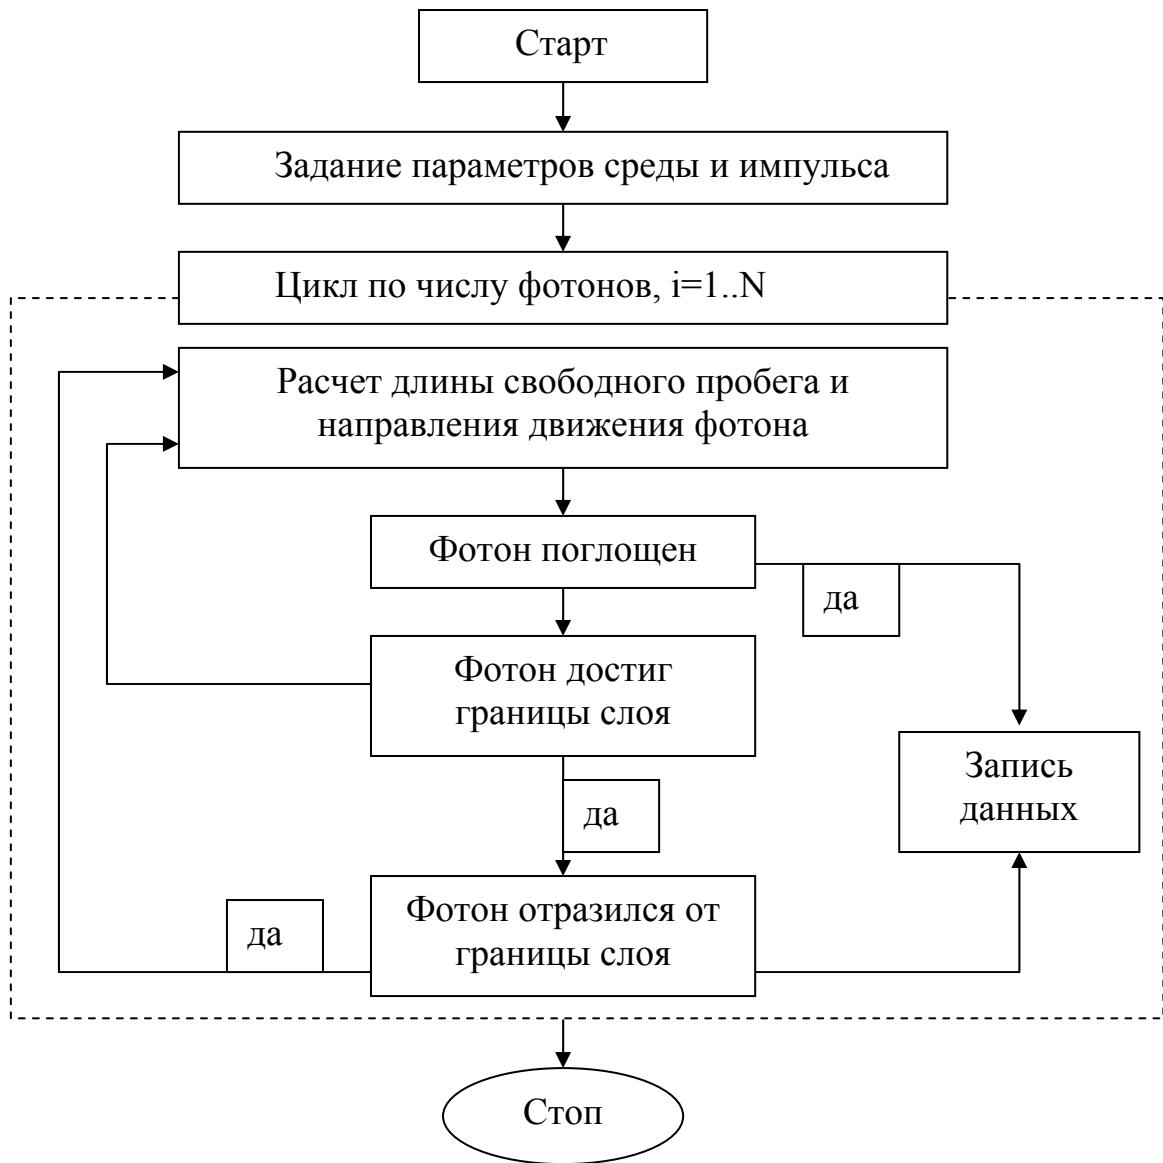 Старт
Задание параметров среды и импульса
Цикл по числу фотонов, i=1..N
Расчет длины свободного пробега и
направления движения фотона
Фотон поглощен
да
Фотон достиг
границы слоя
Запись
данных
да
Фотон отразился от
границы слоя
да
Стоп